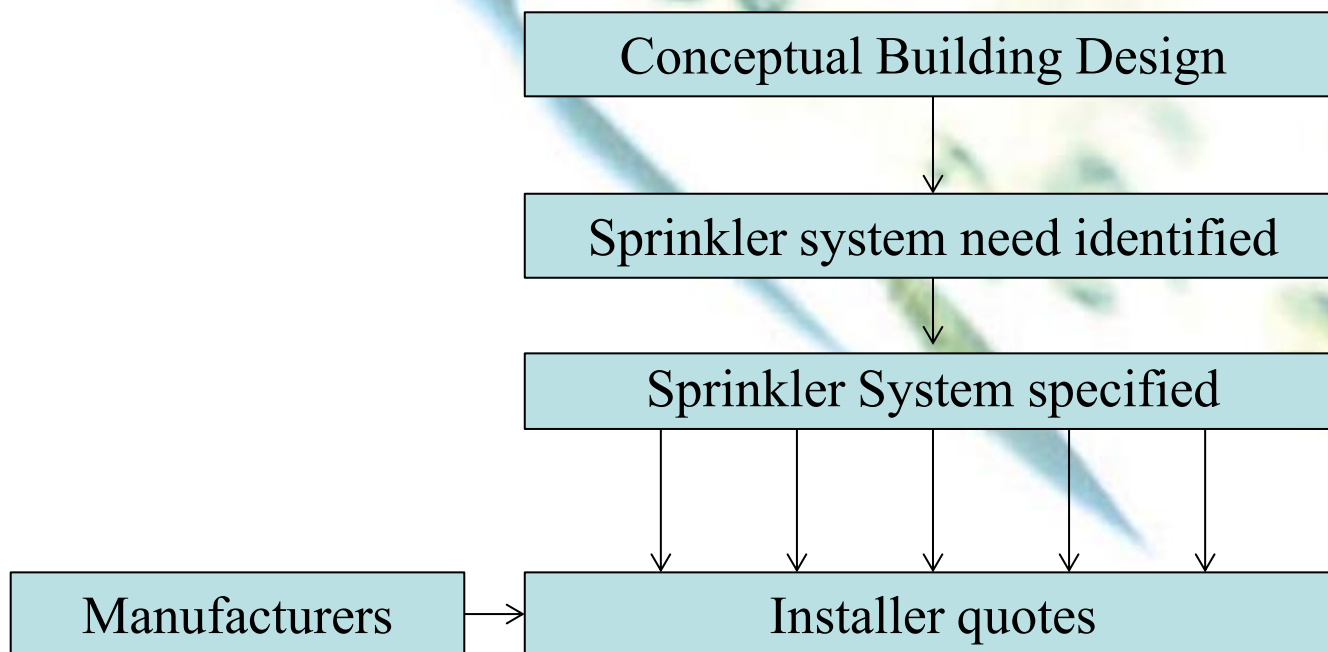 Conceptual Building Design
Sprinkler system need identified
Sprinkler System specified
Manufacturers
Installer quotes